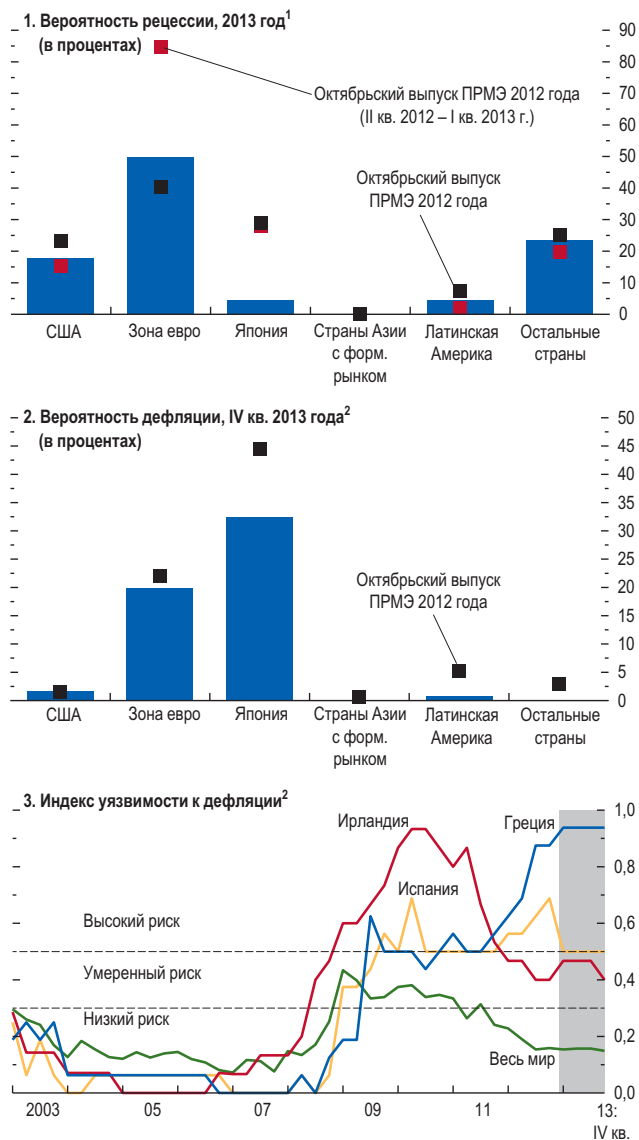 1. Вероятность рецессии, 2013 год¹
(в процентах)
90
80
70
60
50
40
30
20
10
0
Октябрьский выпуск ПРМЭ 2012 года
(II кв. 2012 – I кв. 2013 г.)
Октябрьский выпуск
ПРМЭ 2012 года
США
Зона евро
Япония
Страны Азии
с форм.
рынком
Латинская
Америка
Остальные
страны
2. Вероятность дефляции, IV кв. 2013 года²
(в процентах)
50
45
40
35
30
25
20
15
10
5
0
Октябрьский выпуск
ПРМЭ 2012 года
США
Зона евро
Япония
Страны Азии
с форм.
рынком
Латинская
Америка
Остальные
страны
3. Индекс уязвимости к дефляции²
1,0
0,8
0,6
0,4
0,2
0,0
Ирландия
Греция
Испания
Высокий риск
Умеренный риск
Низкий риск
Весь мир
2003
05
07
09
11
13:
IV кв.